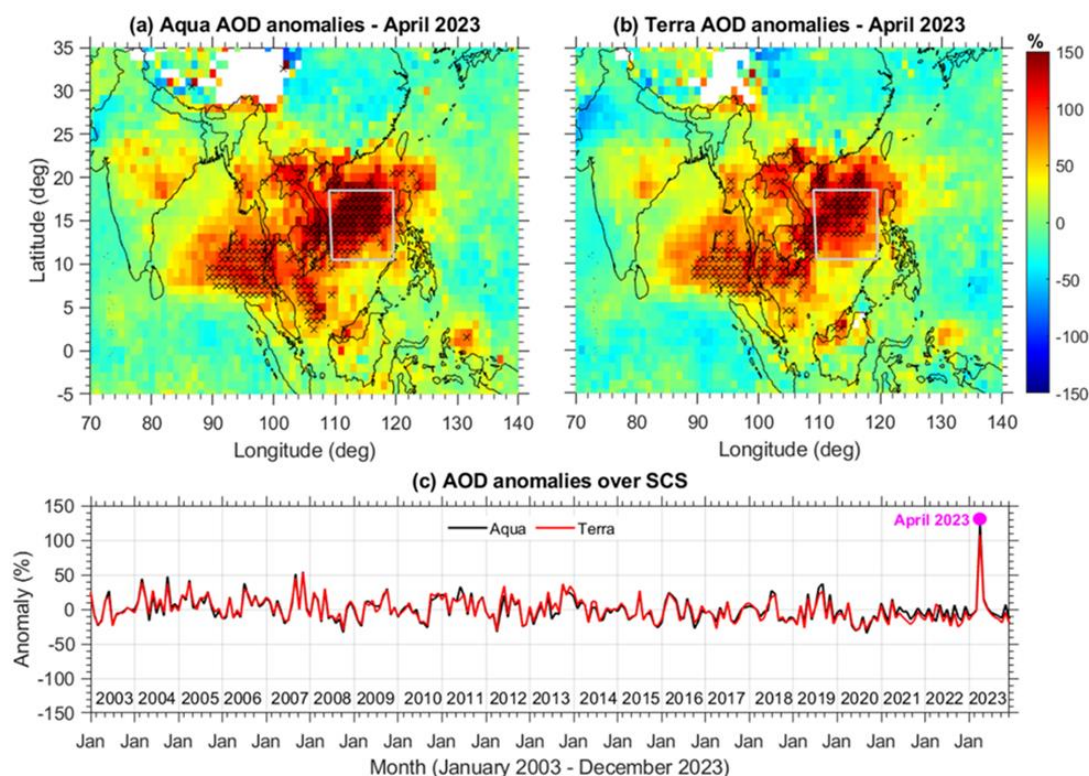 (a) Aqua AOD anomalies - April 2023
(b) Terra AOD anomalies - April 2023
%
35
30
25
20
15
10
5
0
-5
Latitude (deg)
70 80 90 100 110 120 130 140
Longitude (deg)
35
30
25
20
15
10
5
0
-5
70 80 90 100 110 120 130 140
Longitude (deg)
150
100
50
0
-50
-100
-150
(c) AOD anomalies over SCS
150
100
50
0
-50
-100
-150
Anomaly (%)
Aqua Terra
April 2023
2003 2004 2005 2006 2007 2008 2009 2010 2011 2012 2013 2014 2015 2016 2017 2018 2019 2020 2021 2022 2023
Jan Jan Jan Jan Jan Jan Jan Jan Jan Jan Jan Jan Jan Jan Jan Jan Jan Jan Jan Jan Jan
Month (January 2003 - December 2023)